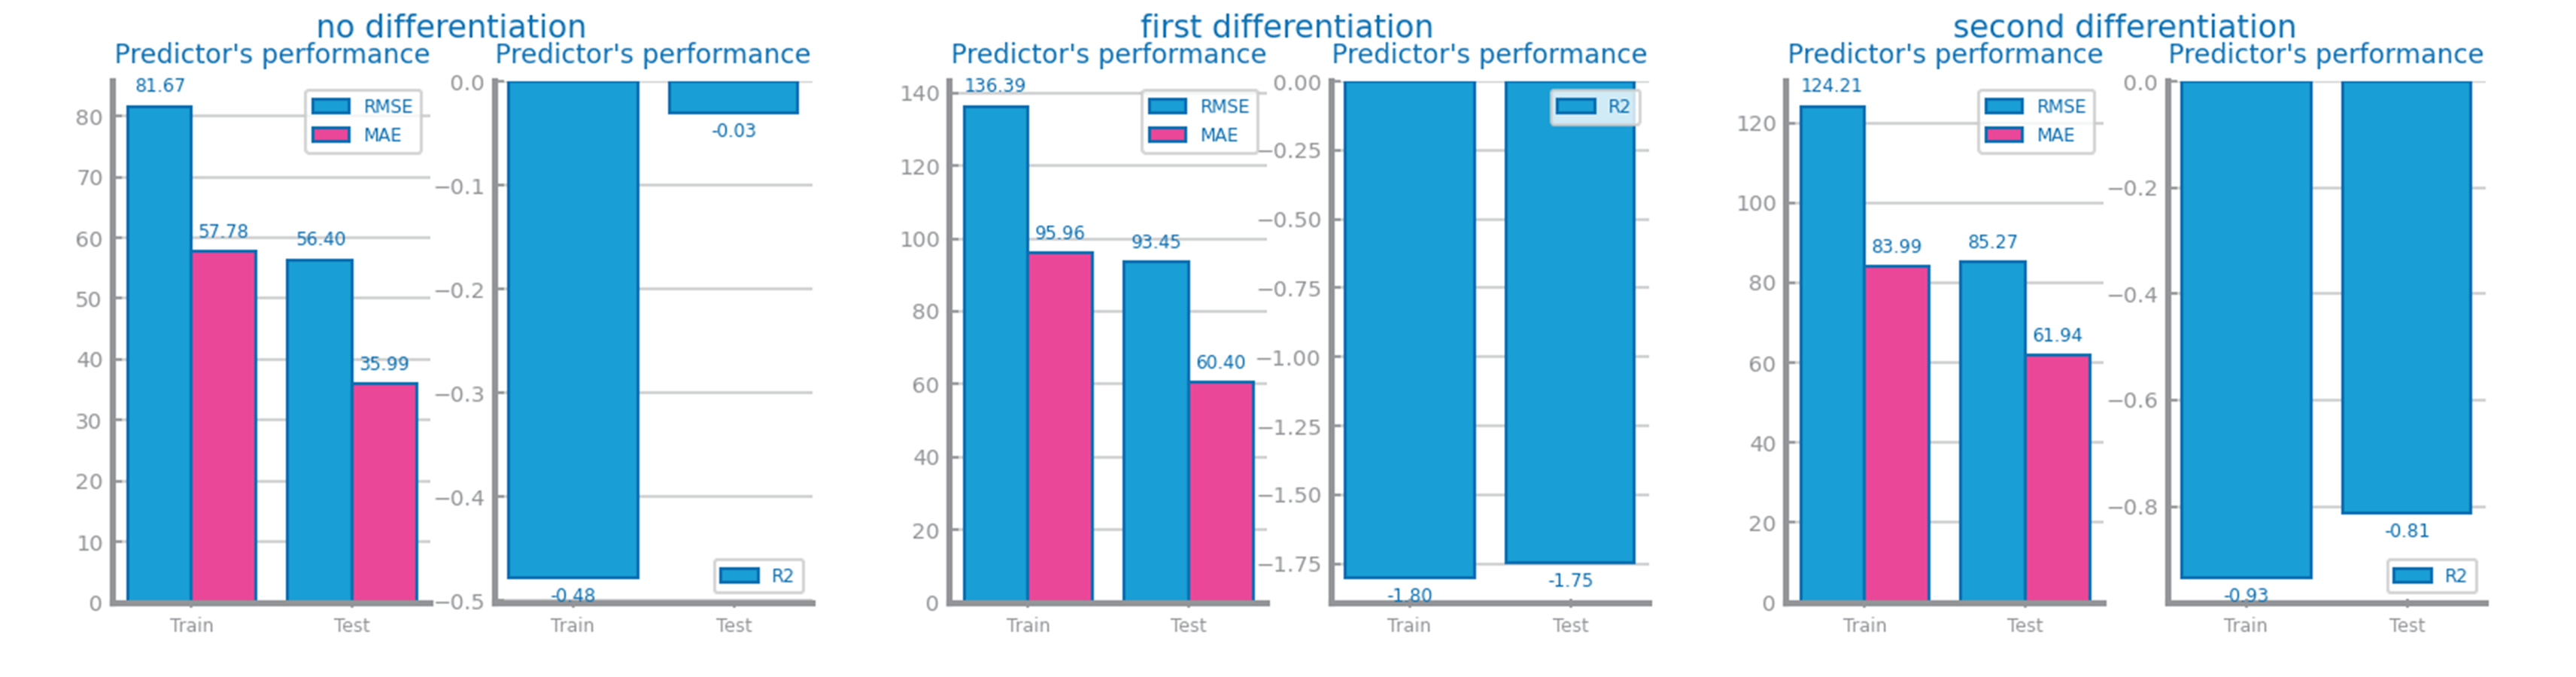 no differentiation
Predictor's performance
81.67
57.78
56.40
35.99
RMSE
MAE
80
70
60
50
40
30
20
10
0
Train
Test
Predictor's performance
0.0
−0.1
−0.2
−0.3
−0.4
−0.5
-0.03
-0.48
R2
Train
Test
first differentiation
Predictor's performance
136.39
95.96
93.45
60.40
RMSE
MAE
140
120
100
80
60
40
20
0
Train
Test
Predictor's performance
0.00
−0.25
−0.50
−0.75
−1.00
−1.25
−1.50
−1.75
R2
-1.80
-1.75
Train
Test
second differentiation
Predictor's performance
124.21
83.99
85.27
61.94
RMSE
MAE
120
100
80
60
40
20
0
Train
Test
Predictor's performance
0.0
−0.2
−0.4
−0.6
−0.8
-0.81
-0.93
R2
Train
Test